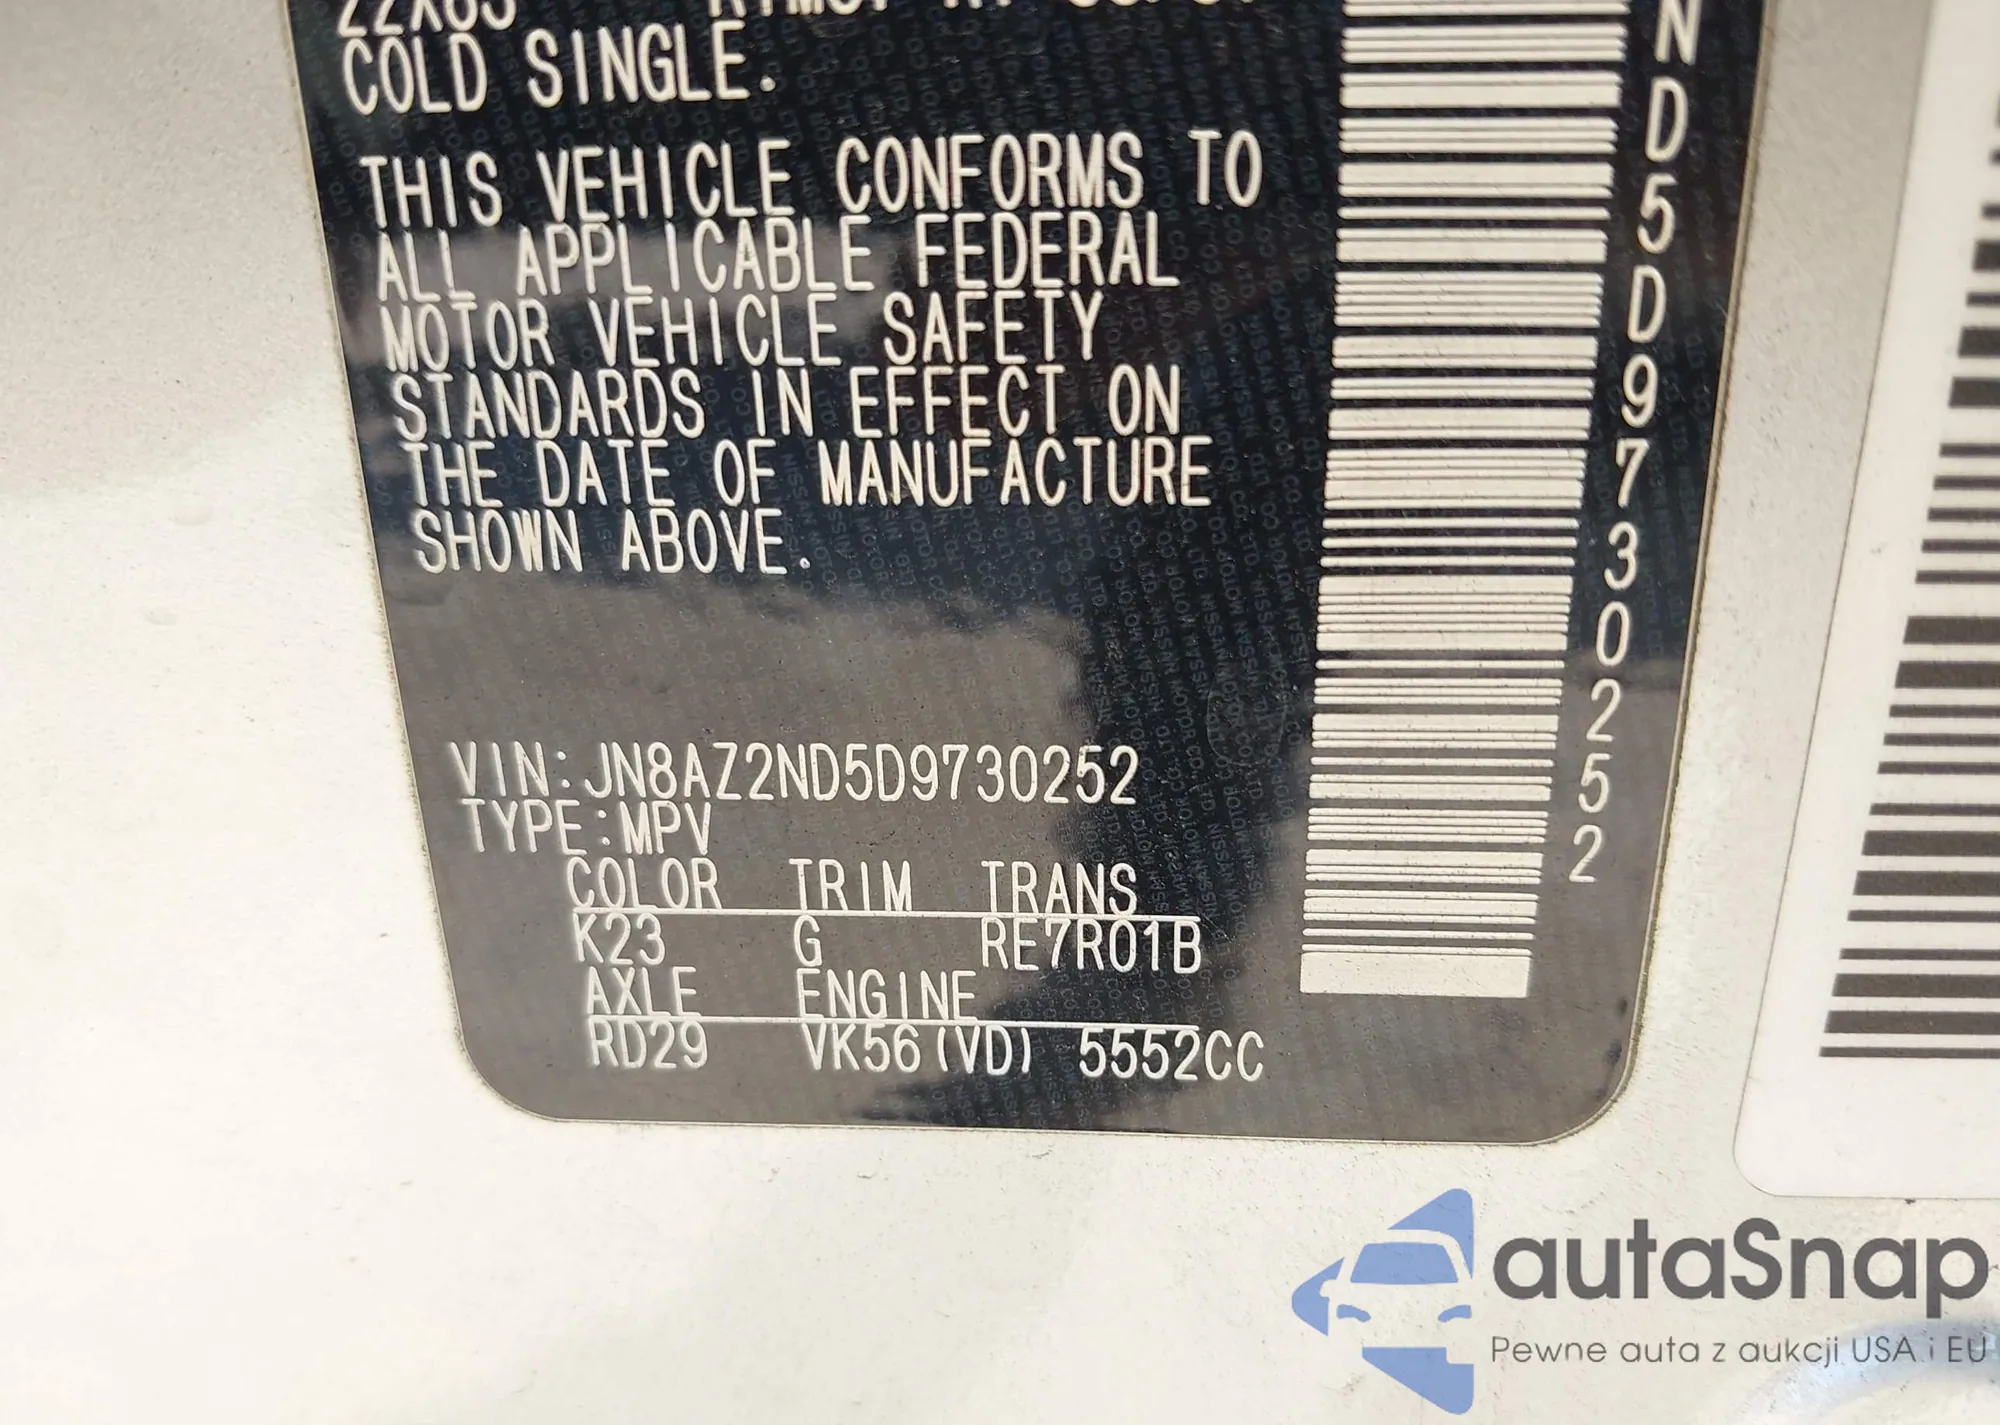 COLD SINGLE.
THIS VEHICLE CONFORMS TO
ALL APPLICABLE FEDERAL
MOTOR VEHICLE SAFETY
STANDARDS IN EFFECT ON
THE DATE OF MANUFACTURE
SHOWN ABOVE.
VIN:JN8AZ2ND5D9730252
TYPE:MPV
COLOR TRIM TRANS
K23 G RE7R01B
AXLE ENGINE
RD29 VK56(VD) 5552CC
ND5D9730252
autaSnap
Pewne auta z aukcji USA i EU